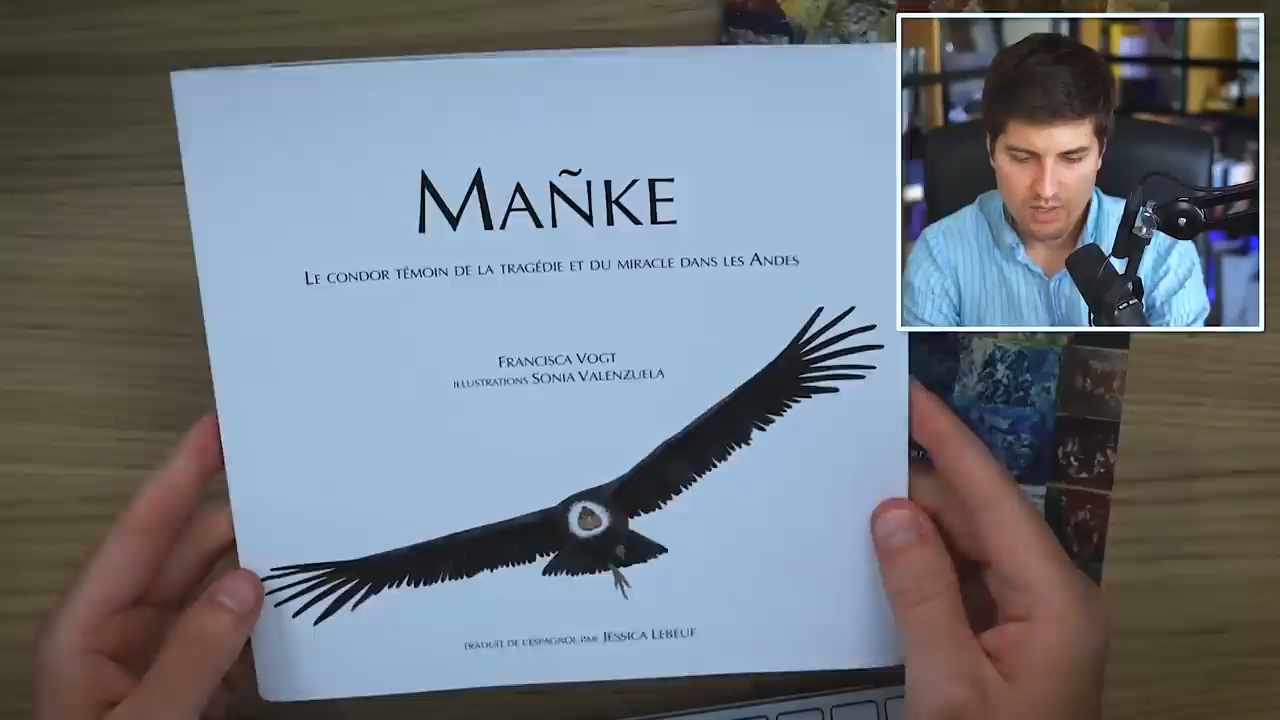 MAÑKE
LE CONDOR TÉMOIN DE LA TRAGÉDIE ET DU MIRACLE DANS LES ANDES
FRANCISCA VOGT
ILLUSTRATIONS SONIA VALENZUELA
TRADUIT DE L'ESPAGNOL PAR JESSICA LEBEUF